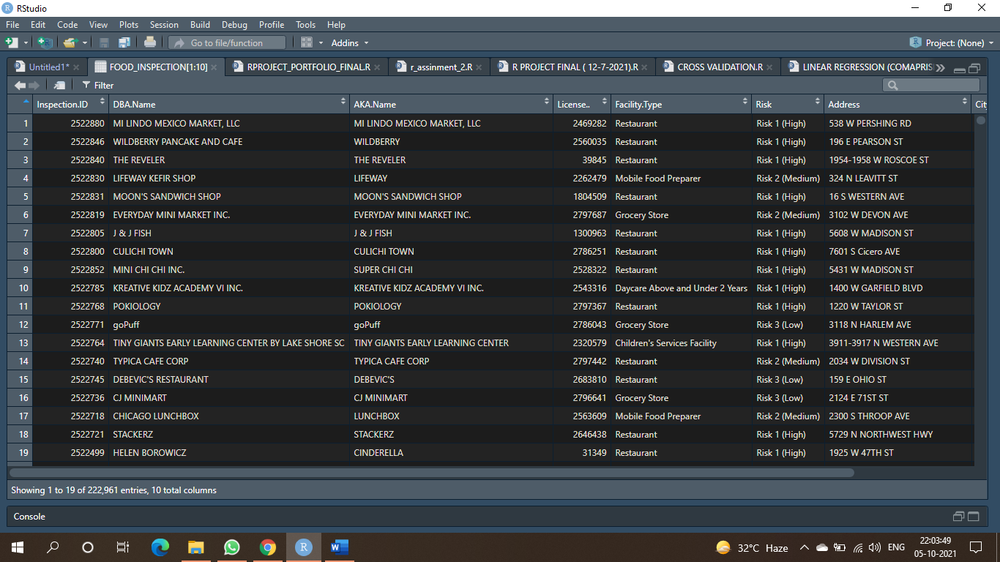 RStudio
File Edit Code View Plots Session Build Debug Profile Tools Help
Go to file/function Addins Project: (None)
Untitled1* FOOD_INSPECTION[1:10] RPROJECT_PORTFOLIO_FINAL.R r_assinment_2.R R PROJECT FINAL ( 12-7-2021).R CROSS VALIDATION.R LINEAR REGRESSION (COMAPRIS
Filter
Inspection.ID DBA.Name AKA.Name License.. Facility.Type Risk Address City
1 2522880 MI LINDO MEXICO MARKET, LLC MI LINDO MEXICO MARKET, LLC 2469282 Restaurant Risk 1 (High) 538 W PERSHING RD
2 2522846 WILDBERRY PANCAKE AND CAFE WILDBERRY 2560035 Restaurant Risk 1 (High) 196 E PEARSON ST
3 2522840 THE REVELER THE REVELER 39845 Restaurant Risk 1 (High) 1954-1958 W ROSCOE ST
4 2522830 LIFEWAY KEFIR SHOP LIFEWAY 2262479 Mobile Food Preparer Risk 2 (Medium) 324 N LEAVITT ST
5 2522831 MOON'S SANDWICH SHOP MOON'S SANDWICH SHOP 1804509 Restaurant Risk 1 (High) 16 S WESTERN AVE
6 2522819 EVERYDAY MINI MARKET INC. EVERYDAY MINI MARKET INC. 2797687 Grocery Store Risk 2 (Medium) 3102 W DEVON AVE
7 2522805 J & J FISH J & J FISH 1300963 Restaurant Risk 1 (High) 5608 W MADISON ST
8 2522800 CULICHI TOWN CULICHI TOWN 2786251 Restaurant Risk 1 (High) 7601 S Cicero AVE
9 2522852 MINI CHI CHI INC. SUPER CHI CHI 2528322 Restaurant Risk 1 (High) 5431 W MADISON ST
10 2522785 KREATIVE KIDZ ACADEMY VI INC. KREATIVE KIDZ ACADEMY VI INC. 2543316 Daycare Above and Under 2 Years Risk 1 (High) 1400 W GARFIELD BLVD
11 2522768 POKIOLOGY POKIOLOGY 2797367 Restaurant Risk 1 (High) 1220 W TAYLOR ST
12 2522771 goPuff goPuff 2786043 Grocery Store Risk 3 (Low) 3118 N HARLEM AVE
13 2522764 TINY GIANTS EARLY LEARNING CENTER BY LAKE SHORE SC TINY GIANTS EARLY LEARNING CENTER 2320579 Children's Services Facility Risk 1 (High) 3911-3917 N WESTERN AVE
14 2522740 TYPICA CAFE CORP TYPICA CAFE CORP 2797442 Restaurant Risk 2 (Medium) 2034 W DIVISION ST
15 2522745 DEBEVIC'S RESTAURANT DEBEVIC'S 2683810 Restaurant Risk 3 (Low) 159 E OHIO ST
16 2522736 CJ MINIMART CJ MINIMART 2796641 Grocery Store Risk 3 (Low) 2124 E 71ST ST
17 2522718 CHICAGO LUNCHBOX LUNCHBOX 2563609 Mobile Food Preparer Risk 2 (Medium) 2300 S THROOP AVE
18 2522721 STACKERZ STACKERZ 2646438 Restaurant Risk 1 (High) 5729 N NORTHWEST HWY
19 2522499 HELEN BOROWICZ CINDERELLA 31349 Restaurant Risk 1 (High) 1925 W 47TH ST
Showing 1 to 19 of 222,961 entries, 10 total columns
Console
32°C Haze ENG 22:03:49
05-10-2021